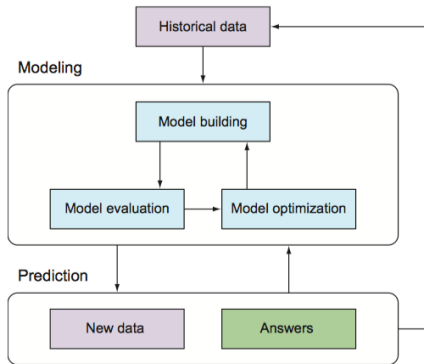 Historical data
Modeling
Model building
Model evaluation
Model optimization
Prediction
New data
Answers